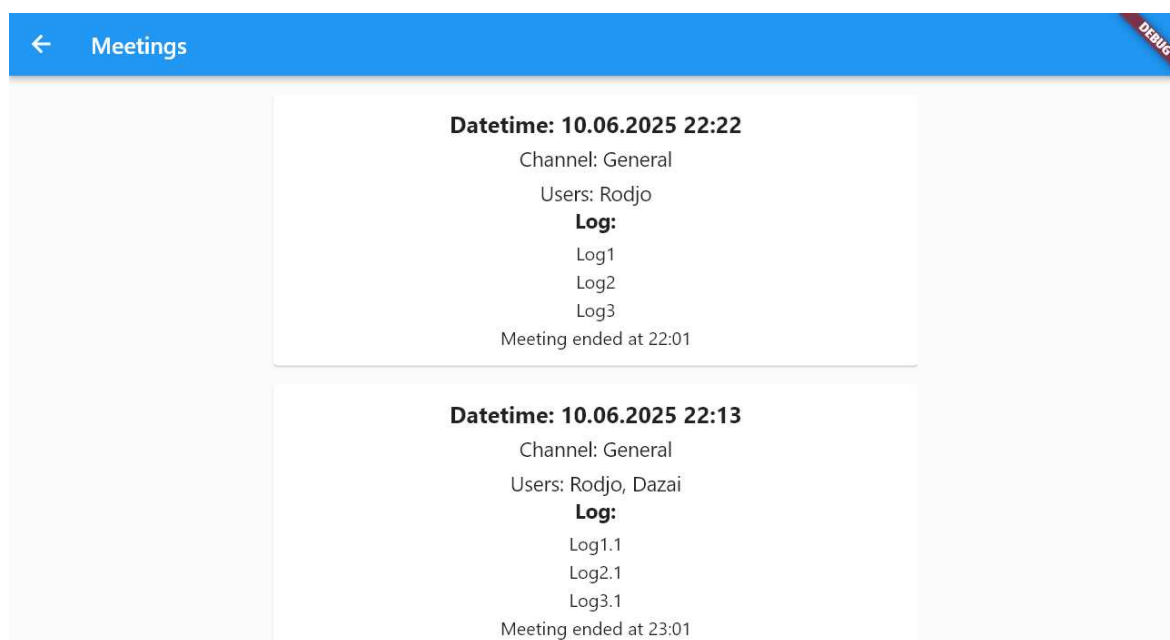 Meetings
DEBUG
Datetime: 10.06.2025 22:22
Channel: General
Users: Rodjo
Log:
Log1
Log2
Log3
Meeting ended at 22:01
Datetime: 10.06.2025 22:13
Channel: General
Users: Rodjo, Dazai
Log:
Log1.1
Log2.1
Log3.1
Meeting ended at 23:01